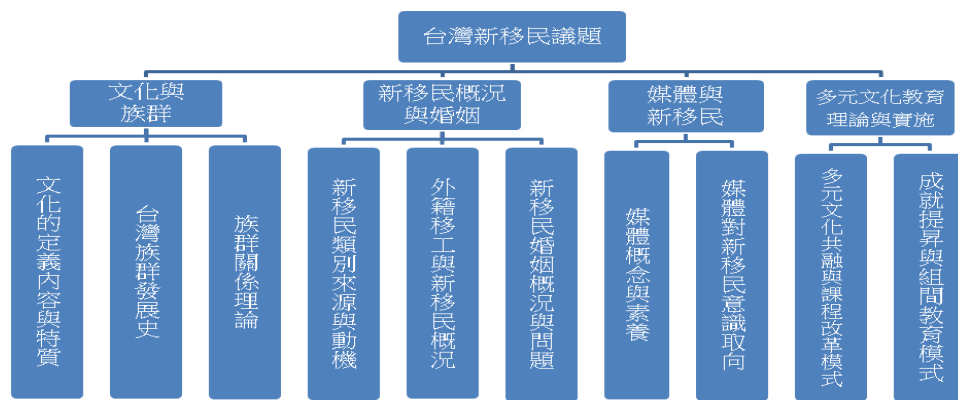 台灣新移民議題
文化與
族群
新移民概況
與婚姻
媒體與
新移民
多元文化教育
理論與實施
文化的定義內容與特質
台灣族群發展史
族群關係理論
新移民類別來源與動機
外籍移工與新移民概況
新移民婚姻概況與問題
媒體概念與素養
媒體對新移民意識取向
多元文化共融與課程改革模式
成就提昇與組間教育模式